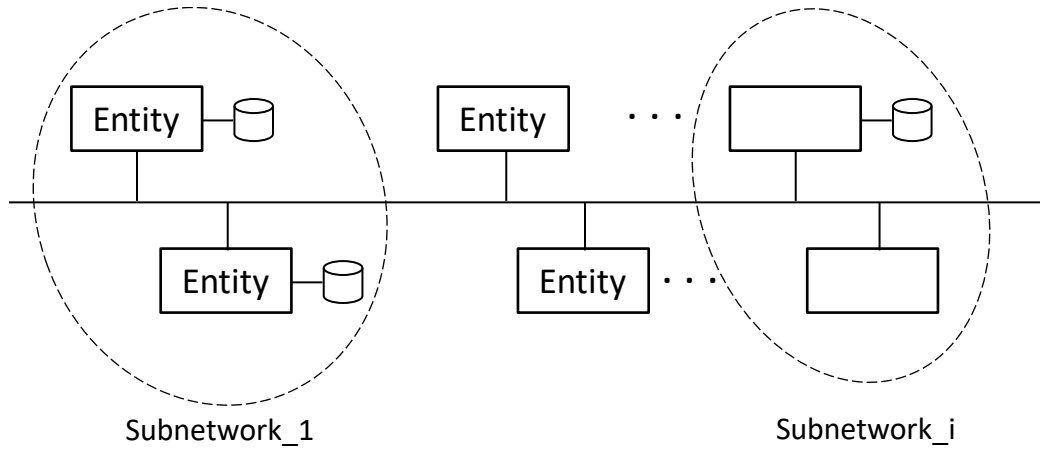 Entity
Entity
. . .
Entity
Entity
. . .
Subnetwork_1
Subnetwork_i